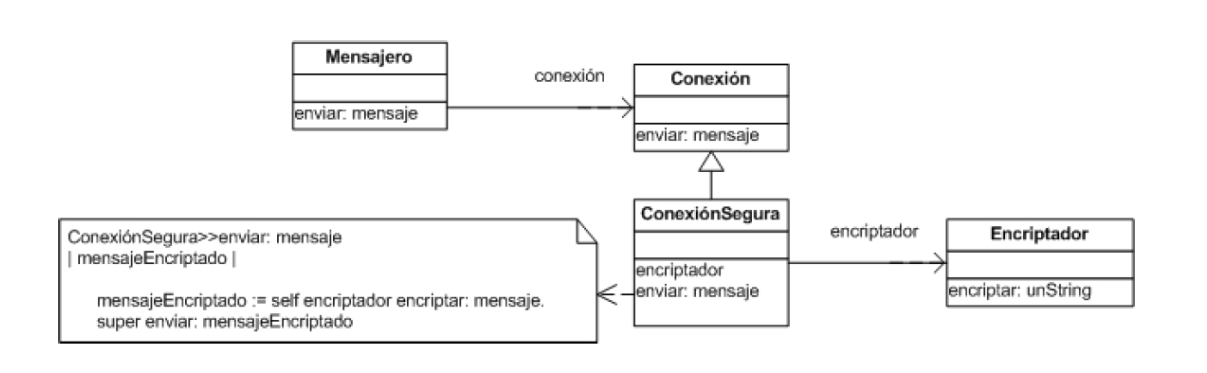 Mensajero
enviar: mensaje
conexión
Conexión
enviar: mensaje
ConexiónSegura
encriptador
enviar: mensaje
encriptador
Encriptador
encriptar: unString
ConexiónSegura>>enviar: mensaje
| mensajeEncriptado |
mensajeEncriptado := self encriptador encriptar: mensaje.
super enviar: mensajeEncriptado